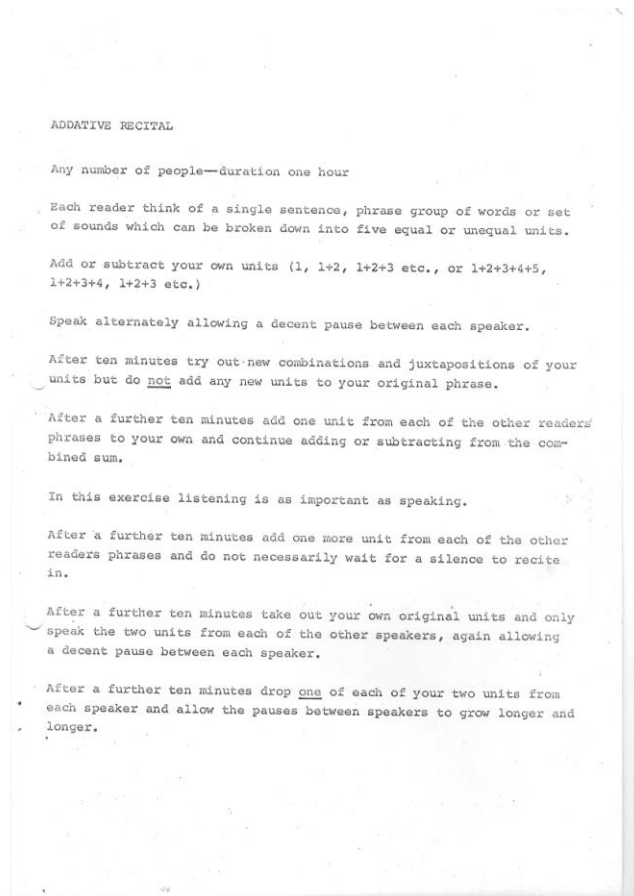 ADDATIVE RECITAL
Any number of people—duration one hour
Each reader think of a single sentence, phrase group of words or set
of sounds which can be broken down into five equal or unequal units.
Add or subtract your own units (1, 1+2, 1+2+3 etc., or 1+2+3+4+5,
1+2+3+4, 1+2+3 etc.)
Speak alternately allowing a decent pause between each speaker.
After ten minutes try out new combinations and juxtapositions of your
units but do not add any new units to your original phrase.
After a further ten minutes add one unit from each of the other readers'
phrases to your own and continue adding or subtracting from the com-
bined sum.
In this exercise listening is as important as speaking.
After a further ten minutes add one more unit from each of the other
readers phrases and do not necessarily wait for a silence to recite
in.
After a further ten minutes take out your own original units and only
speak the two units from each of the other speakers, again allowing
a decent pause between each speaker.
After a further ten minutes drop one of each of your two units from
each speaker and allow the pauses between speakers to grow longer and
longer.